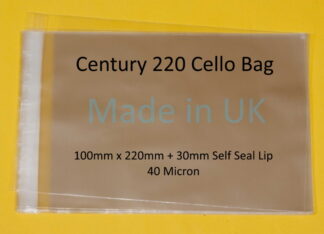 Century 220 Cello Bag
Made in UK
100mm x 220mm + 30mm Self Seal Lip
40 Micron